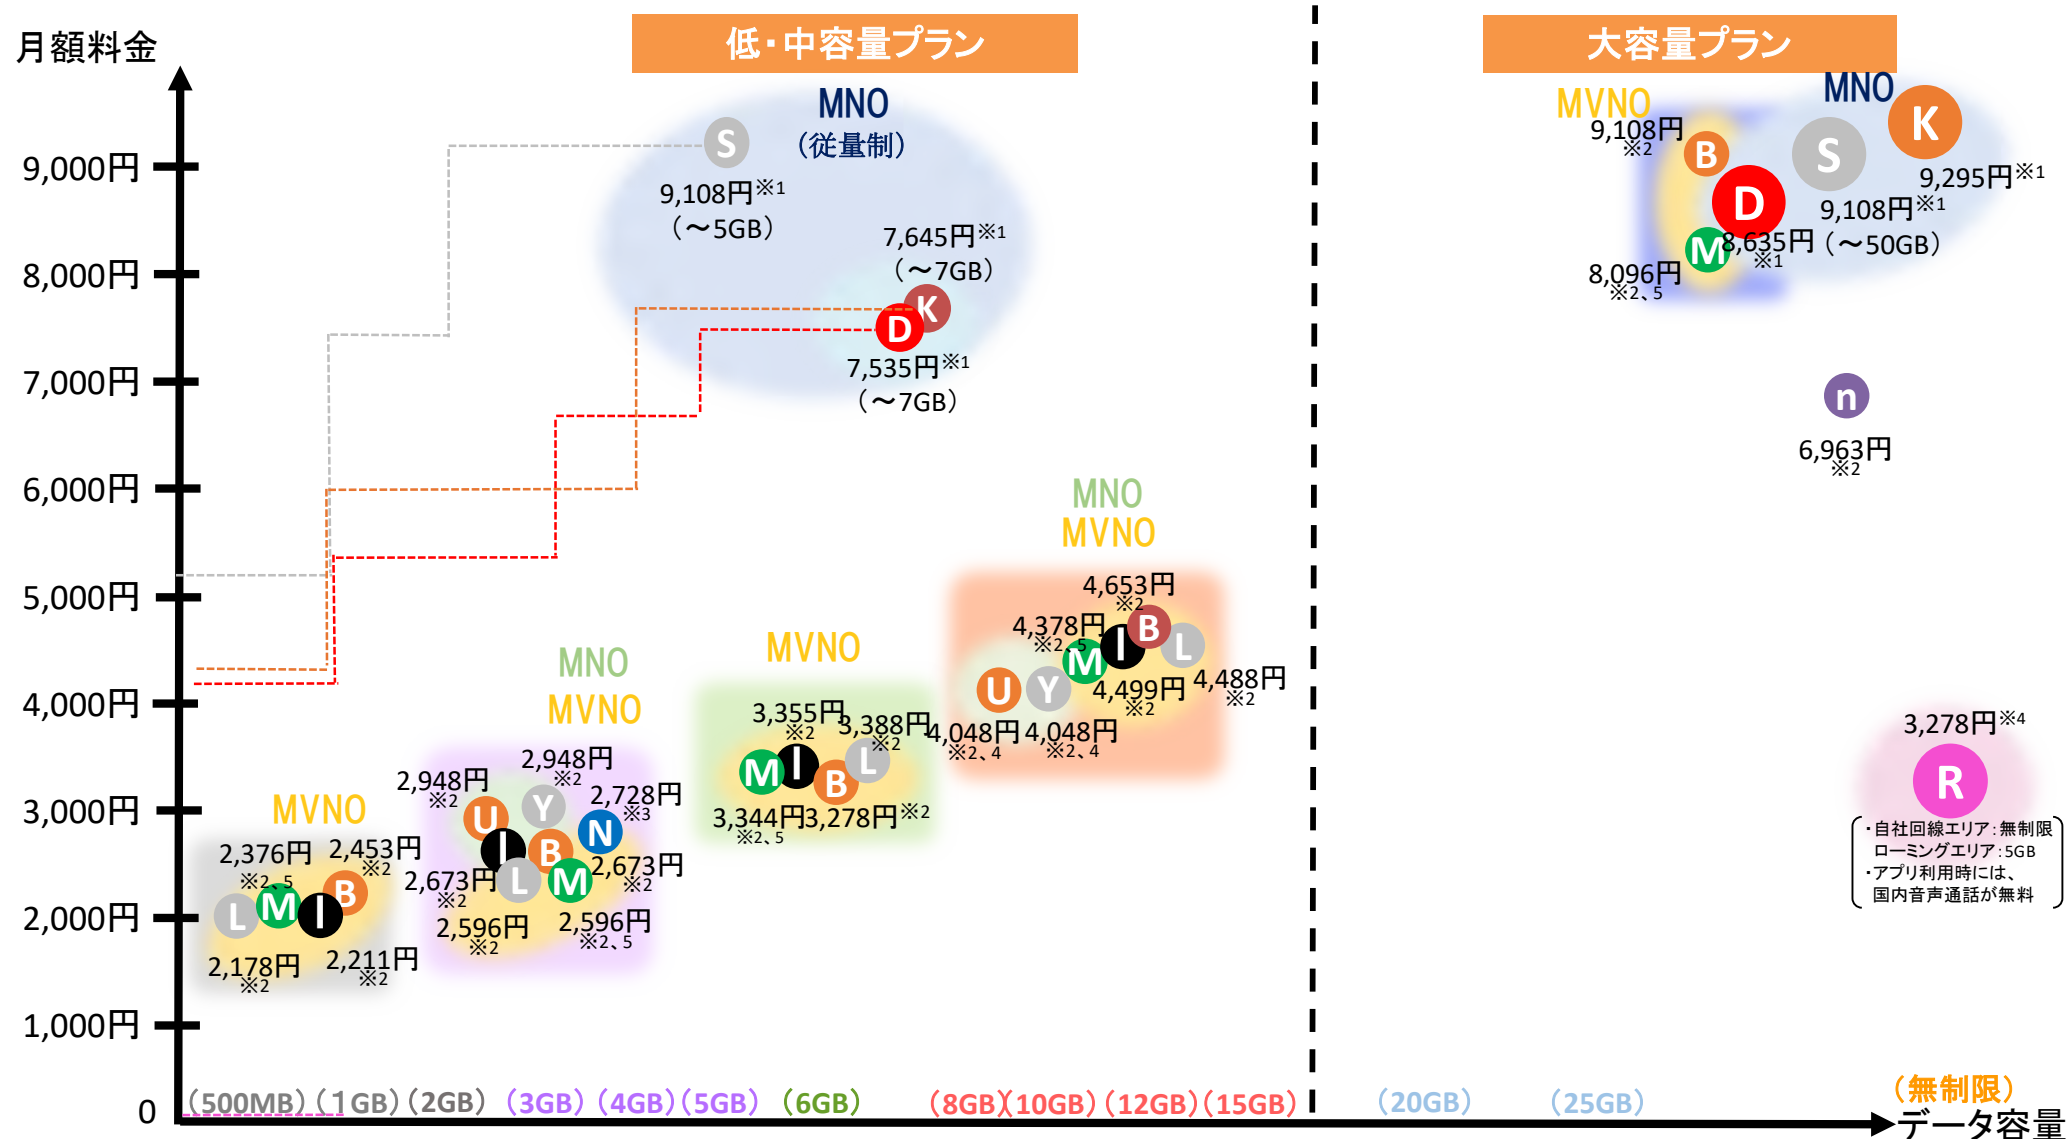 月額料金
低・中容量プラン
大容量プラン
9,000円
8,000円
7,000円
6,000円
5,000円
4,000円
3,000円
2,000円
1,000円
0
MNO
(従量制)
S
9,108円※1
(～5GB)
7,645円※1
(～7GB)
K
D
7,535円※1
(～7GB)
MVNO
MNO
9,108円
※2
B
D
S
K
9,295円※1
9,108円※1
(～50GB)
8,635円
※1
M
8,096円
※2、5
n
6,963円
※2
MNO
MVNO
4,653円
※2
4,378円
※2、5
U
Y
M
I
B
L
4,499円
※2
4,488円
※2
4,048円
※2、4
4,048円
※2、4
MVNO
3,355円
※2
3,388円
※2
M
I
B
L
3,344円
※2、5
3,278円※2
MNO
MVNO
2,948円
※2
2,948円
※2
2,728円
※3
U
Y
N
I
B
L
M
2,673円
※2
2,673円
※2
2,596円
※2
2,596円
※2、5
MVNO
2,376円
※2、5
2,453円
※2
L
M
I
B
2,178円
※2
2,211円
※2
3,278円※4
R
・自社回線エリア：無制限
ローミングエリア：5GB
・アプリ利用時には、
国内音声通話が無料
(500MB) (1GB) (2GB) (3GB) (4GB) (5GB) (6GB) (8GB) (10GB) (12GB) (15GB) (20GB) (25GB) (無制限)
データ容量